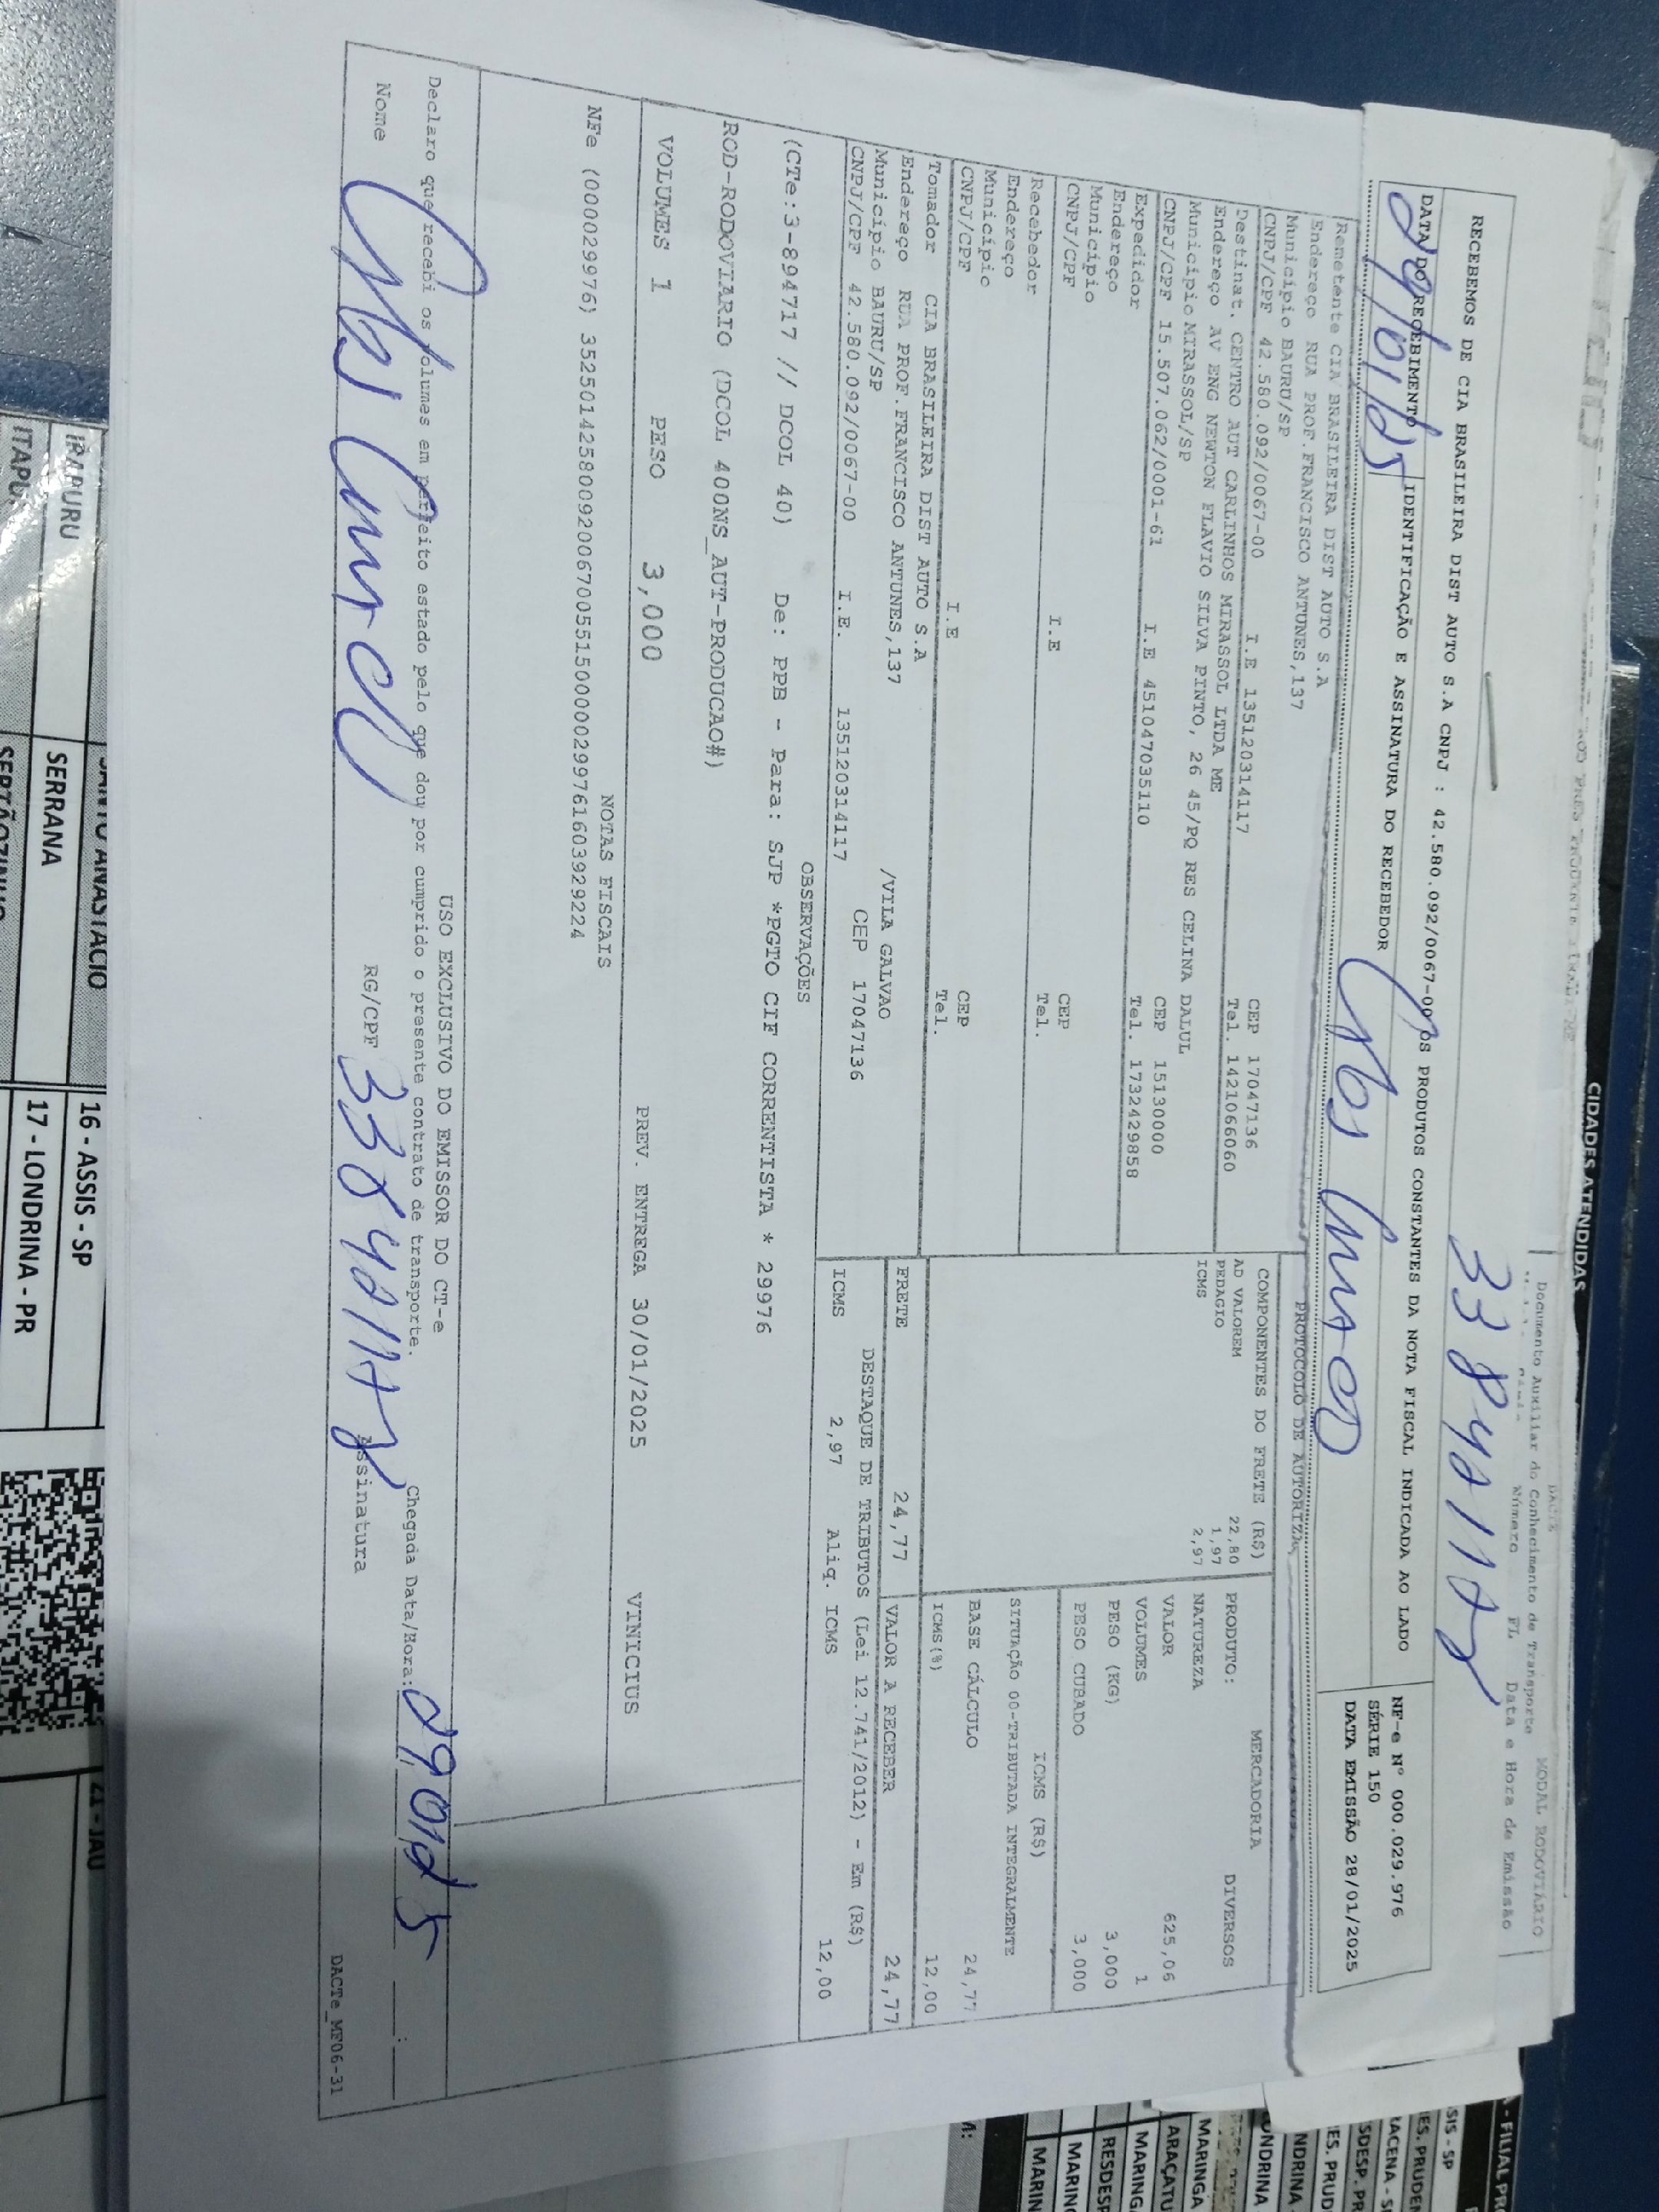 CIDADES ATENDIDAS
DACTE
Documento Auxiliar do Conhecimento de Transporte
MODAL RODOVIÁRIO
Número FL Data e Hora de Emissão
RECEBEMOS DE CIA BRASILEIRA DIST AUTO S.A CNPJ : 42.580.092/0067-00 OS PRODUTOS CONSTANTES DA NOTA FISCAL INDICADA AO LADO
DATA DO RECEBIMENTO
29/01/25
IDENTIFICAÇÃO E ASSINATURA DO RECEBEDOR
NF-e Nº 000.029.976
SÉRIE 150
DATA EMISSÃO 28/01/2025
PROTOCOLO DE AUTORIZA
Remetente CIA BRASILEIRA DIST AUTO S.A
Endereço RUA PROF.FRANCISCO ANTUNES,137
Município BAURU/SP CEP 17047136
CNPJ/CPF 42.580.092/0067-00 I.E 135120314117 Tel. 1421066060
Destinat. CENTRO AUT CARLINHOS MIRASSOL LTDA ME
Endereço AV ENG NEWTON FLAVIO SILVA PINTO, 26 45/PQ RES CELINA DALUL
Município MIRASSOL/SP CEP 15130000
CNPJ/CPF 15.507.062/0001-61 I.E 451047035110 Tel. 1732429858
Expedidor
Endereço
Município CEP
CNPJ/CPF I.E Tel.
Recebedor
Endereço
Município CEP
CNPJ/CPF I.E Tel.
Tomador CIA BRASILEIRA DIST AUTO S.A
Endereço RUA PROF.FRANCISCO ANTUNES,137 /VILA GALVAO
Município BAURU/SP CEP 17047136
CNPJ/CPF 42.580.092/0067-00 I.E. 135120314117
COMPONENTES DO FRETE (R$)
AD VALOREM 22,80
PEDAGIO 1,97
ICMS 2,97
MERCADORIA
PRODUTO: DIVERSOS
NATUREZA
VALOR 625,06
VOLUMES 1
PESO (KG) 3,000
PESO CUBADO 3,000
ICMS (R$)
SITUAÇÃO 00-TRIBUTADA INTEGRALMENTE
BASE CÁLCULO 24,77
ICMS(%) 12,00
FRETE 24,77 VALOR A RECEBER 24,77
DESTAQUE DE TRIBUTOS (Lei 12.741/2012) - Em (R$)
ICMS 2,97 Aliq. ICMS 12,00
OBSERVAÇÕES
(CTe:3-894717 // DCOL 40) De: PPB - Para: SJP *PGTO CIF CORRENTISTA * 29976
ROD-RODOVIARIO (DCOL 400NS_AUT-PRODUCAO#)
VOLUMES 1 PESO 3,000 PREV. ENTREGA 30/01/2025 VINICIUS
NOTAS FISCAIS
NFe (000029976) 35250142580092006700551500000299761603929224
USO EXCLUSIVO DO EMISSOR DO CT-e
Declaro que recebi os volumes em perfeito estado pelo que dou por cumprido o presente contrato de transporte.
Chegada Data/Hora: 29/01/25 :
Nome RG/CPF Assinatura
DACTe_MF06-31
IRAPURU
SANTO ANASTÁCIO
SERRANA
16 - ASSIS - SP
17 - LONDRINA - PR
21 - JAU